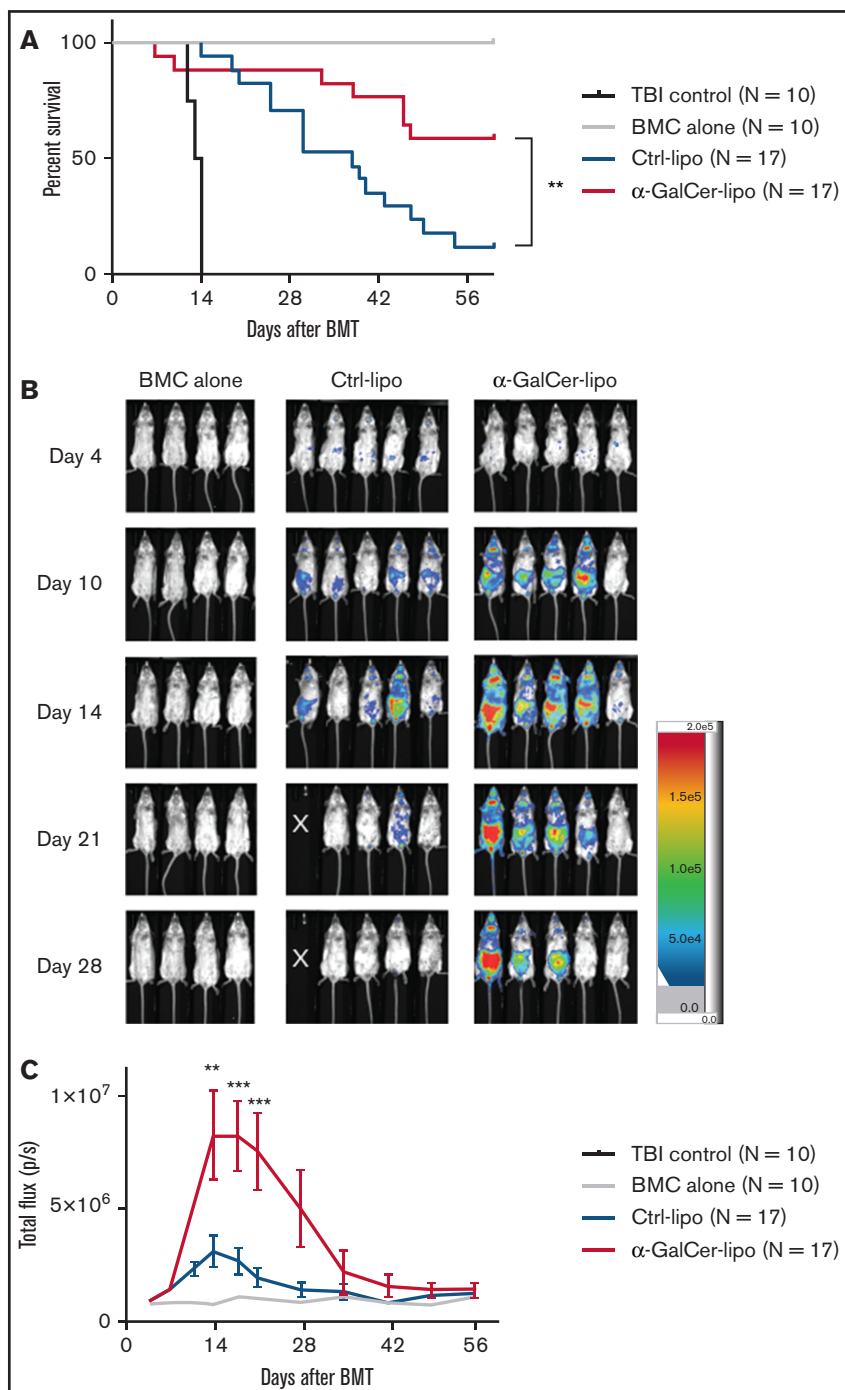 A
100
50
0
Percent survival
0 14 28 42 56
Days after BMT
TBI control (N = 10)
BMC alone (N = 10)
Ctrl-lipo (N = 17)
α-GalCer-lipo (N = 17)
**
B
BMC alone Ctrl-lipo α-GalCer-lipo
Day 4
Day 10
Day 14
Day 21
X
Day 28
X
2.0e5
1.5e5
1.0e5
5.0e4
0.0
0.0
C
** *** ***
1×10⁷
5×10⁶
0
Total flux (p/s)
0 14 28 42 56
Days after BMT
TBI control (N = 10)
BMC alone (N = 10)
Ctrl-lipo (N = 17)
α-GalCer-lipo (N = 17)